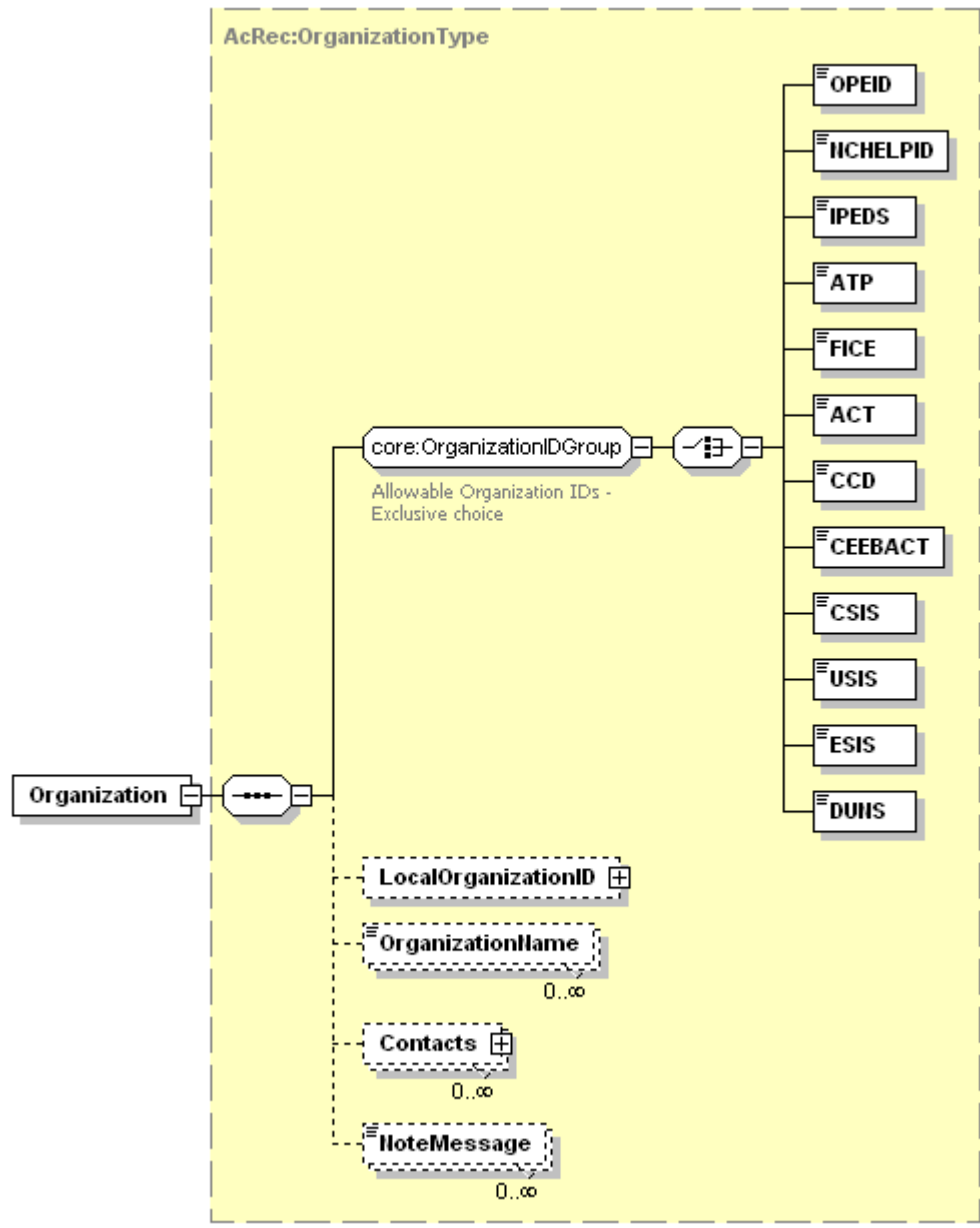 AcRec:OrganizationType
OPEID
NCHELPID
IPEDS
ATP
FICE
ACT
core:OrganizationIDGroup
CCD
Allowable Organization IDs -
Exclusive choice
CEEBACT
CSIS
USIS
ESIS
Organization
DUNS
LocalOrganizationID
OrganizationName
0..∞
Contacts
0..∞
NoteMessage
0..∞